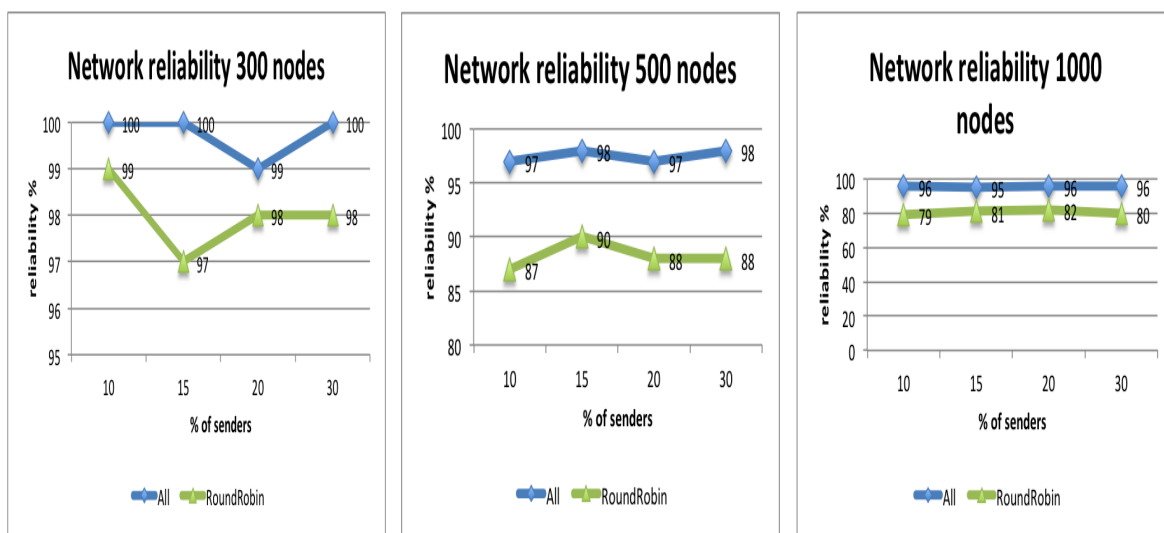 Network reliability 300 nodes
100
99
98
97
96
95
reliability %
100
100
99
100
99
97
98
98
10 15 20 30
% of senders
All RoundRobin
Network reliability 500 nodes
100
95
90
85
80
reliability %
97
98
97
98
87
90
88
88
10 15 20 30
% of senders
All RoundRobin
Network reliability 1000
nodes
100
80
60
40
20
0
reliability %
96
95
96
96
79
81
82
80
10 15 20 30
% of senders
All RoundRobin